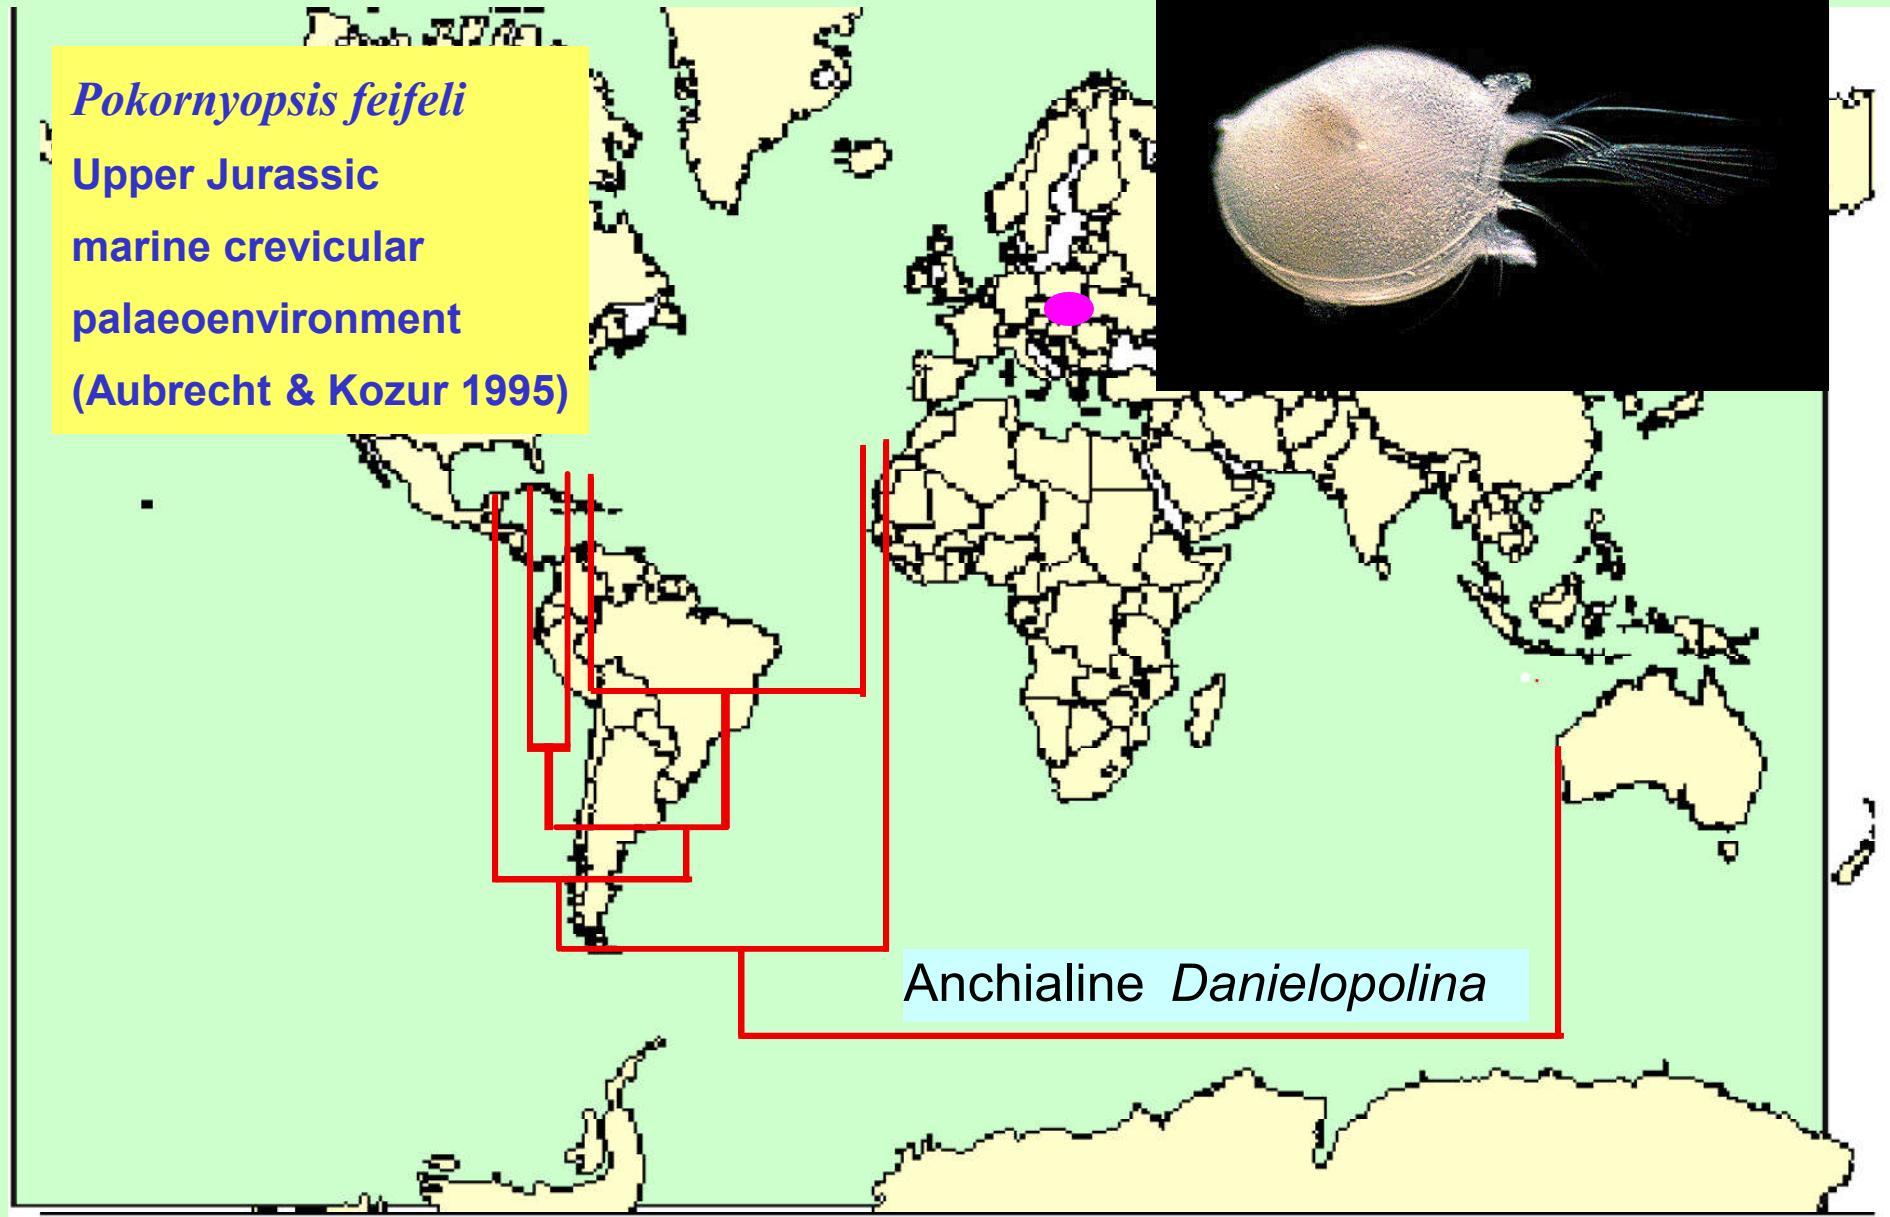 Pokornyopsis feifeli
Upper Jurassic
marine crevicular
palaeoenvironment
(Aubrecht & Kozur 1995)
Anchialine Danielopolina